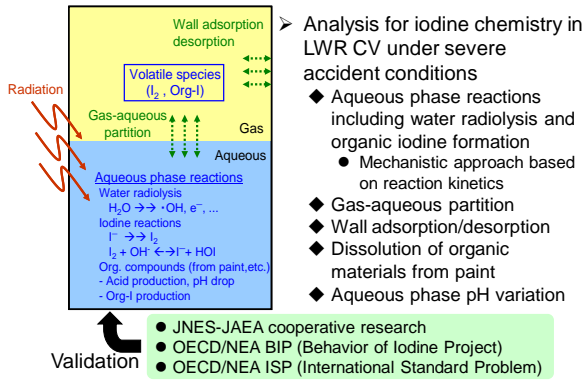 Wall adsorption
desorption
Volatile species
(I₂ , Org-I)
Radiation
Gas-aqueous
partition
Gas
Aqueous
Aqueous phase reactions
Water radiolysis
H₂O →→ ・OH, e⁻, ...
Iodine reactions
I⁻ →→ I₂
I₂ + OH⁻ ←→I⁻+ HOI
Org. compounds (from paint,etc.)
- Acid production, pH drop
- Org-I production
➢ Analysis for iodine chemistry in
LWR CV under severe
accident conditions
◆ Aqueous phase reactions
including water radiolysis and
organic iodine formation
● Mechanistic approach based
on reaction kinetics
◆ Gas-aqueous partition
◆ Wall adsorption/desorption
◆ Dissolution of organic
materials from paint
◆ Aqueous phase pH variation
Validation
● JNES-JAEA cooperative research
● OECD/NEA BIP (Behavior of Iodine Project)
● OECD/NEA ISP (International Standard Problem)